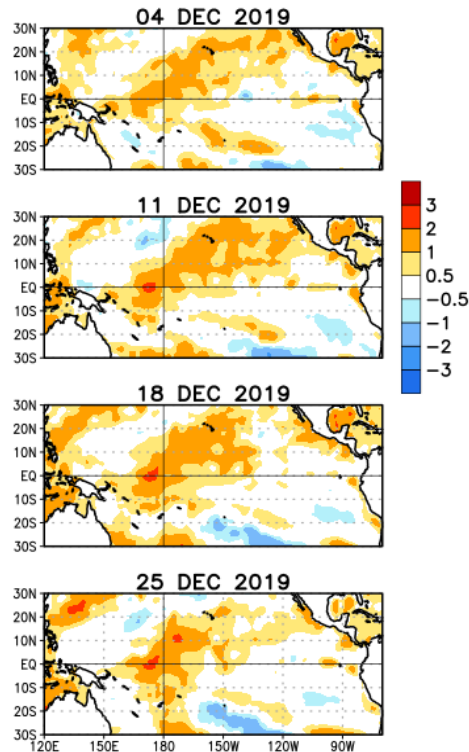 04 DEC 2019
30N
20N
10N
EQ
10S
20S
30S
11 DEC 2019
30N
20N
10N
EQ
10S
20S
30S
3
2
1
0.5
-0.5
-1
-2
-3
18 DEC 2019
30N
20N
10N
EQ
10S
20S
30S
25 DEC 2019
30N
20N
10N
EQ
10S
20S
30S
120E 150E 180 150W 120W 90W